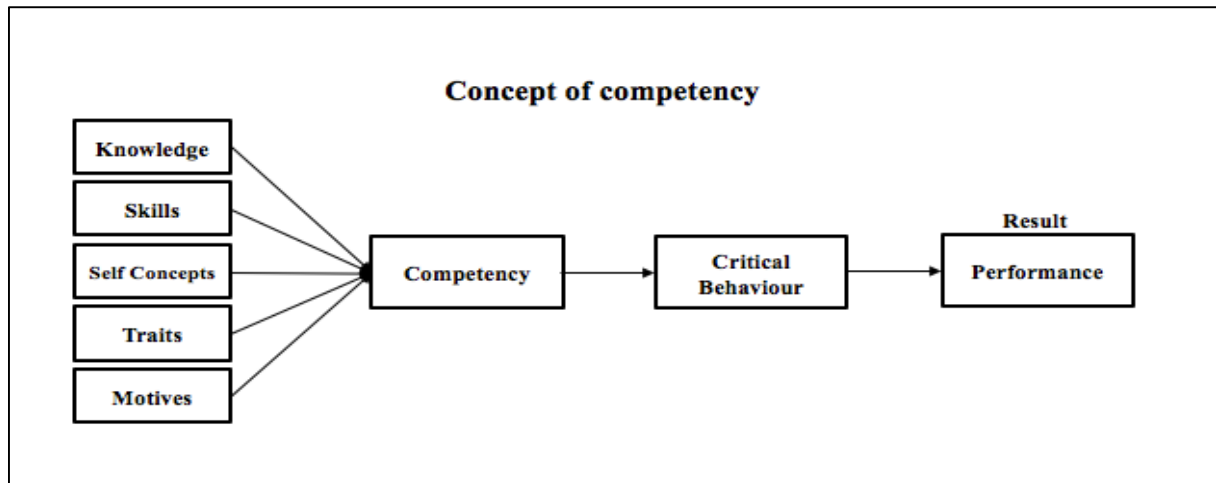 Concept of competency
Knowledge
Skills
Self Concepts
Traits
Motives
Competency
Critical
Behaviour
Result
Performance